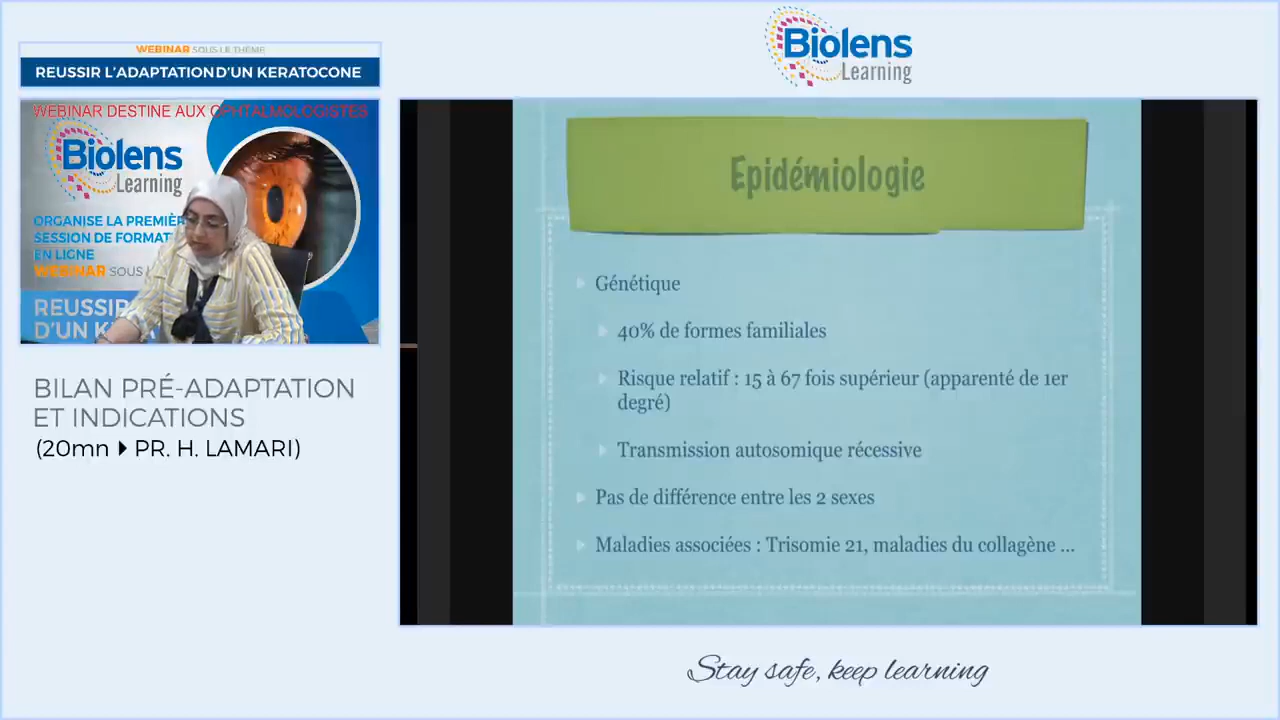 WEBINAR SOUS LE THÈME
REUSSIR L'ADAPTATION D'UN KERATOCONE
WEBINAR DESTINE AUX OPHTALMOLOGISTES
Biolens
Learning
ORGANISE LA PREMIÈR
SESSION DE FORMAT
EN LIGNE
WEBINAR SOUS L
REUSSIR
D'UN K
BILAN PRÉ-ADAPTATION
ET INDICATIONS
(20mn PR. H. LAMARI)
Biolens
Learning
Epidémiologie
Génétique
40% de formes familiales
Risque relatif : 15 à 67 fois supérieur (apparenté de 1er
degré)
Transmission autosomique récessive
Pas de différence entre les 2 sexes
Maladies associées : Trisomie 21, maladies du collagène ...
Stay safe, keep learning